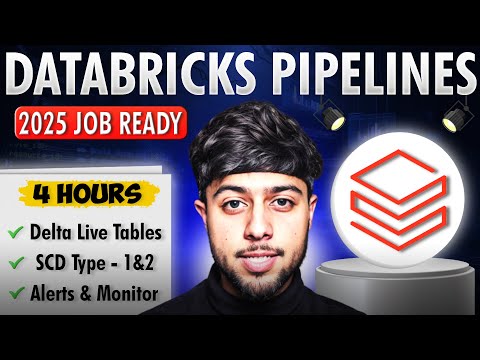 DATABRICKS PIPELINES
2025 JOB READY
4 HOURS
Delta Live Tables
SCD Type - 1&2
Alerts & Monitor